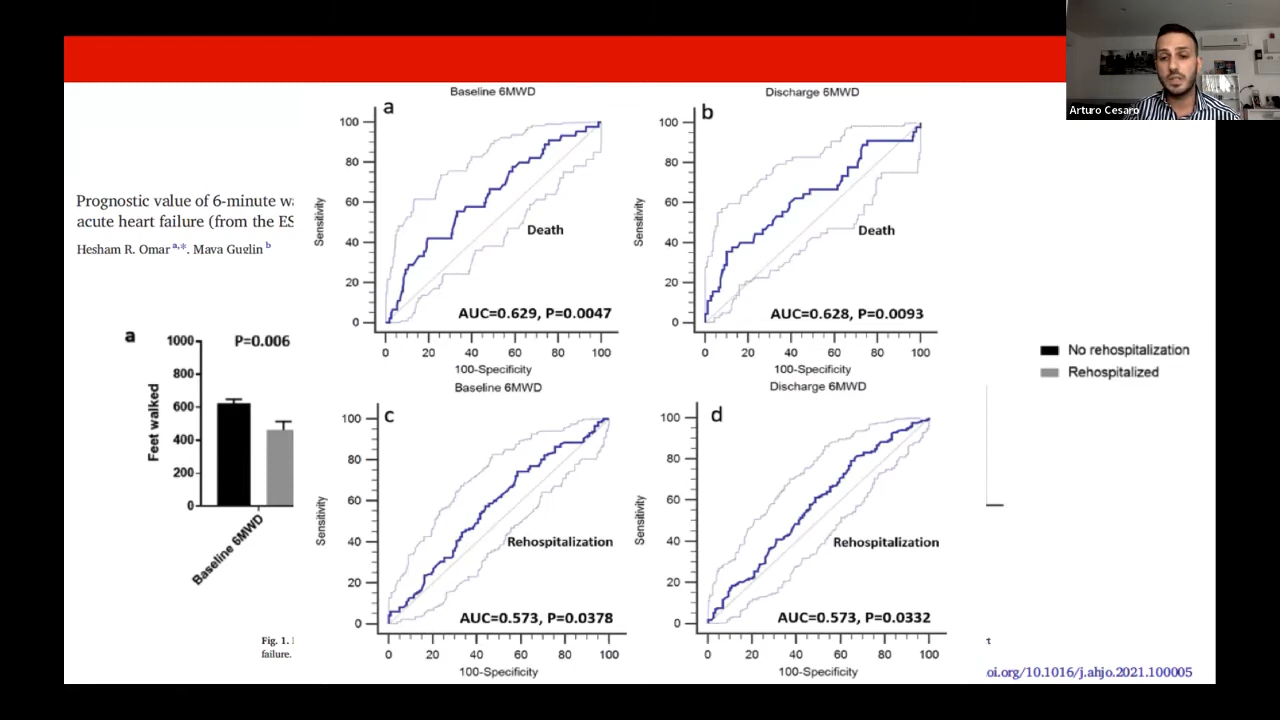 Arturo Cesaro
Prognostic value of 6-minute wa
acute heart failure (from the ES
Hesham R. Omar a,*. Maya Guglin b
a
P=0.006
1000
800
600
400
200
0
Feet walked
Baseline 6MWD
Fig. 1.
failure.
Baseline 6MWD
a
100
80
60
40
20
0
Sensitivity
Death
AUC=0.629, P=0.0047
0 20 40 60 80 100
100-Specificity
Discharge 6MWD
b
100
80
60
40
20
0
Sensitivity
Death
AUC=0.628, P=0.0093
0 20 40 60 80 100
100-Specificity
Baseline 6MWD
c
100
80
60
40
20
0
Sensitivity
Rehospitalization
AUC=0.573, P=0.0378
0 20 40 60 80 100
100-Specificity
Discharge 6MWD
d
100
80
60
40
20
0
Sensitivity
Rehospitalization
AUC=0.573, P=0.0332
0 20 40 60 80 100
100-Specificity
No rehospitalization
Rehospitalized
oi.org/10.1016/j.ahjo.2021.100005